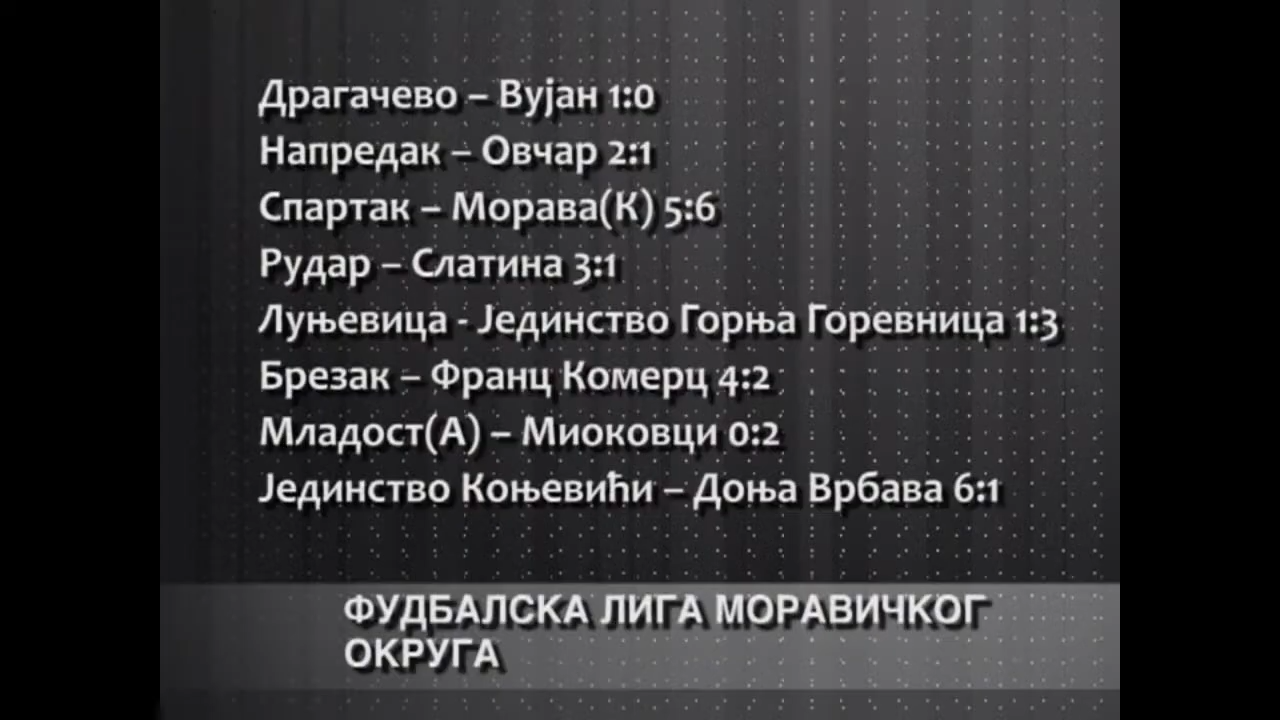 Драгачево – Вујан 1:0
Напредак – Овчар 2:1
Спартак – Морава(К) 5:6
Рудар – Слатина 3:1
Луњевица - Јединство Горња Горевница 1:3
Брезак – Франц Комерц 4:2
Младост(А) – Миоковци 0:2
Јединство Коњевићи – Доња Врбава 6:1
ФУДБАЛСКА ЛИГА МОРАВИЧКОГ
ОКРУГА